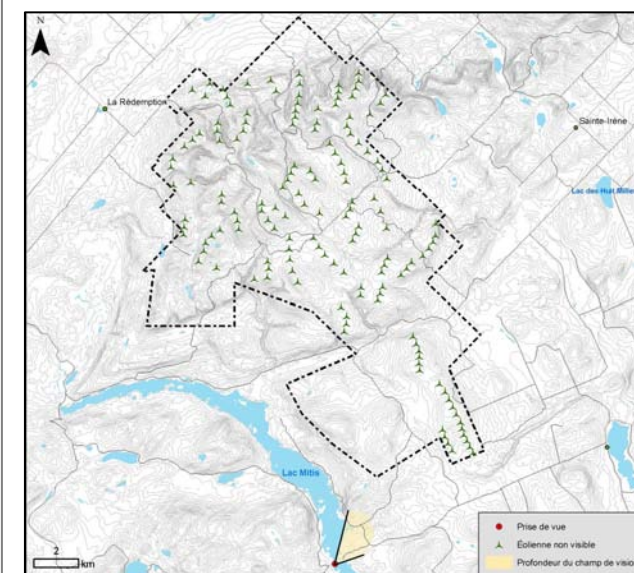 N
La Rédemption
Sainte-Irène
Lac des Huit Milles
Lac Mitis
2
km
Prise de vue
Éolienne non visible
Profondeur du champ de vision